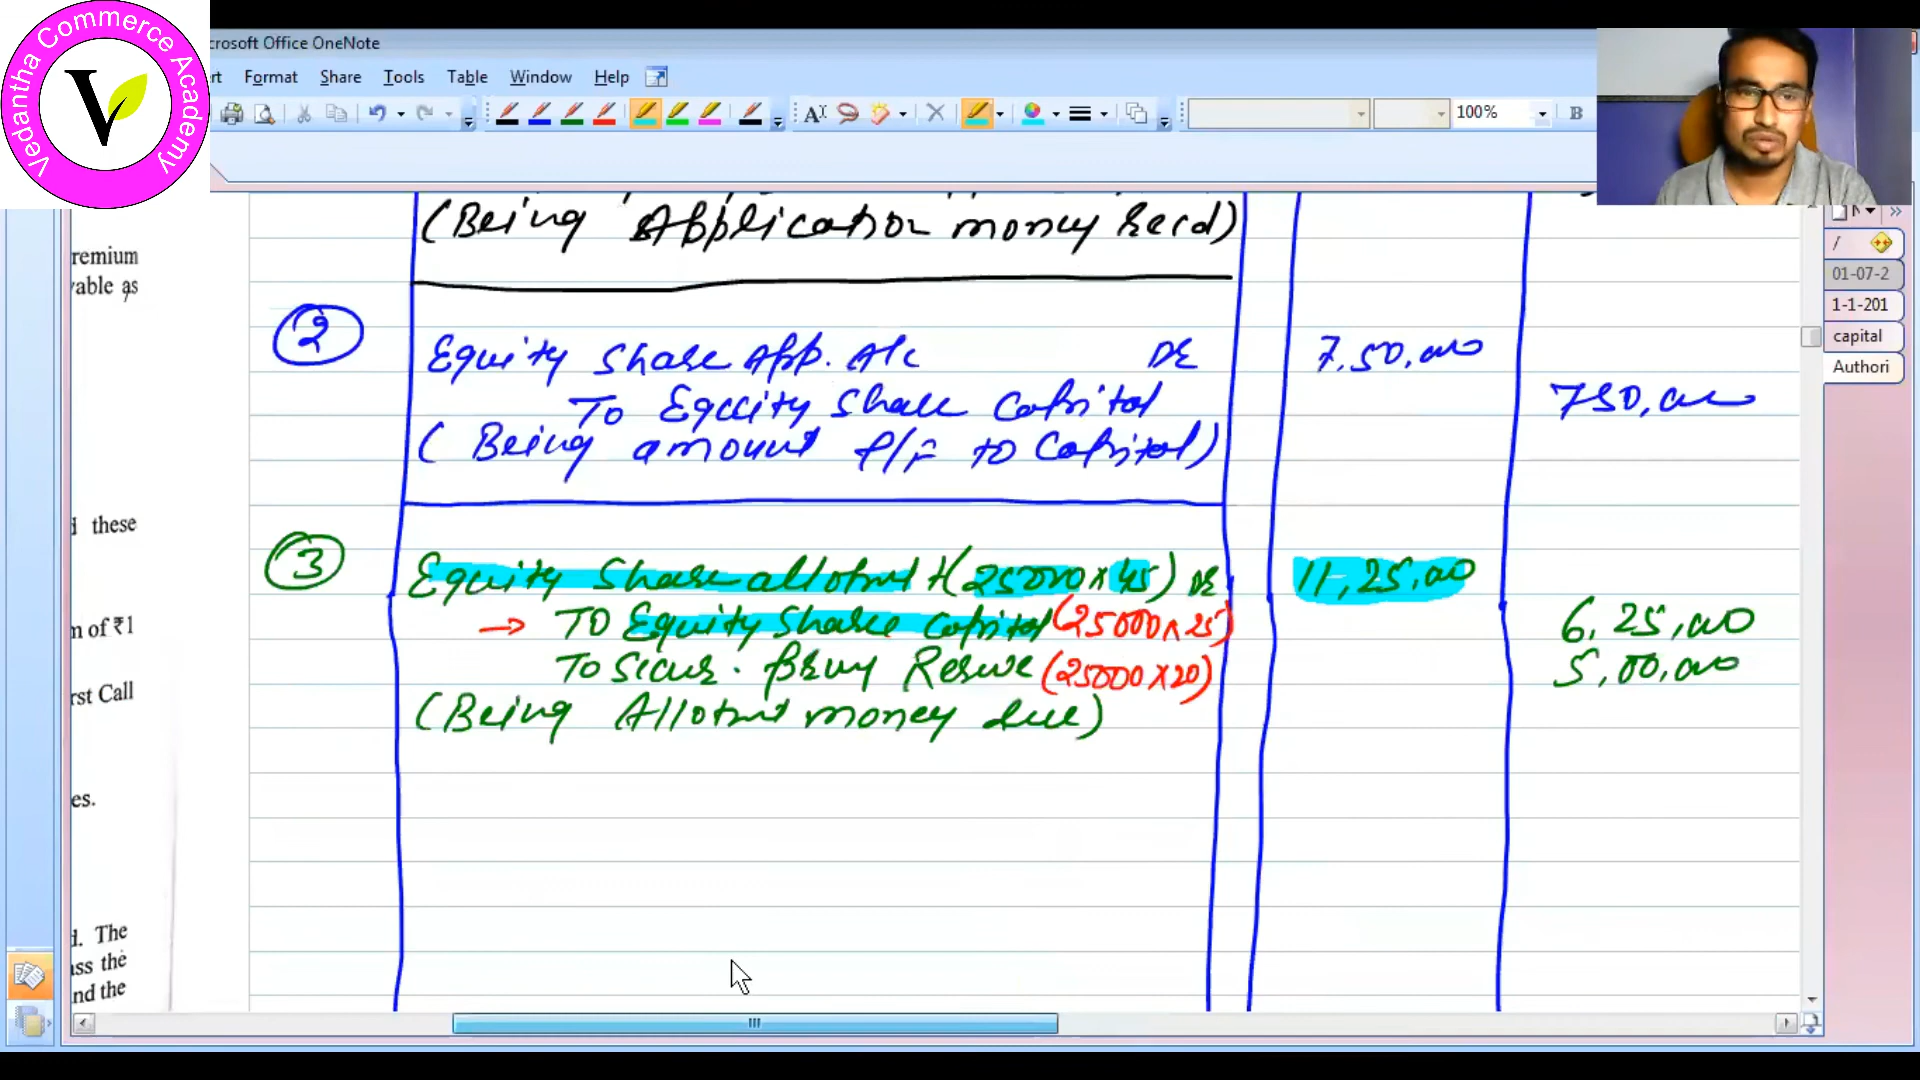 Vedantha Commerce Academy
V
crosoft Office OneNote
rt Format Share Tools Table Window Help
100% B
remium
able as
(Being Application money Recd)
2
Equity Share App. A/c Dr 7,50,000
To Equity Share Capital 750,000
(Being amount T/F to Capital)
3
Equity Share allotmt (25000 × 45) Dr 11,25,000
→ To Equity Share Capital (25000 × 25) 6,25,000
To Secur. Prem Reserve (25000 × 20) 5,00,000
(Being Allotmt money due)
these
n of ₹1
rst Call
es.
d. The
ass the
nd the
01-07-2
1-1-201
capital
Authori